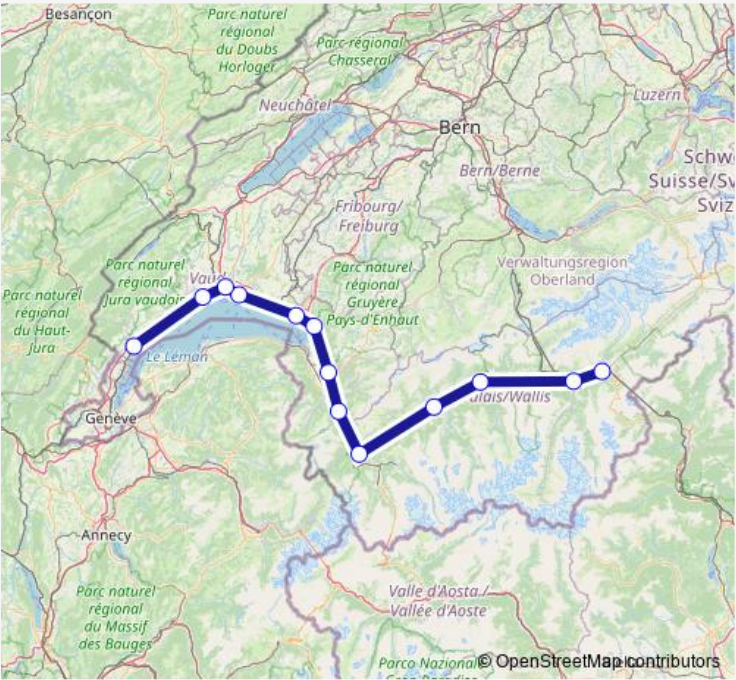 Besançon
Parc naturel
régional
du Doubs
Horloger
Parc régional
Chasseral
Neuchâtel
Luzern
Bern
Bern/Berne
Schw
Suisse/Sv
Sviz
Fribourg/
Freiburg
Verwaltungsregion
Oberland
Parc naturel
régional
Jura vaudois
Vaud
Parc naturel
régional
Gruyère
Pays-d'Enhaut
Parc naturel
régional
du Haut-
Jura
Le Léman
alais/Wallis
Genève
Annecy
Parc naturel
régional
du Massif
des Bauges
Valle d'Aosta /
Vallée d'Aoste
Parco Nazional
© OpenStreetMap contributors